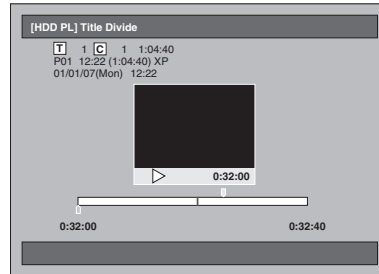 [HDD PL] Title Divide
T 1 C 1 1:04:40
P01 12:22 (1:04:40) XP
01/01/07(Mon) 12:22
0:32:00
0:32:00 0:32:40